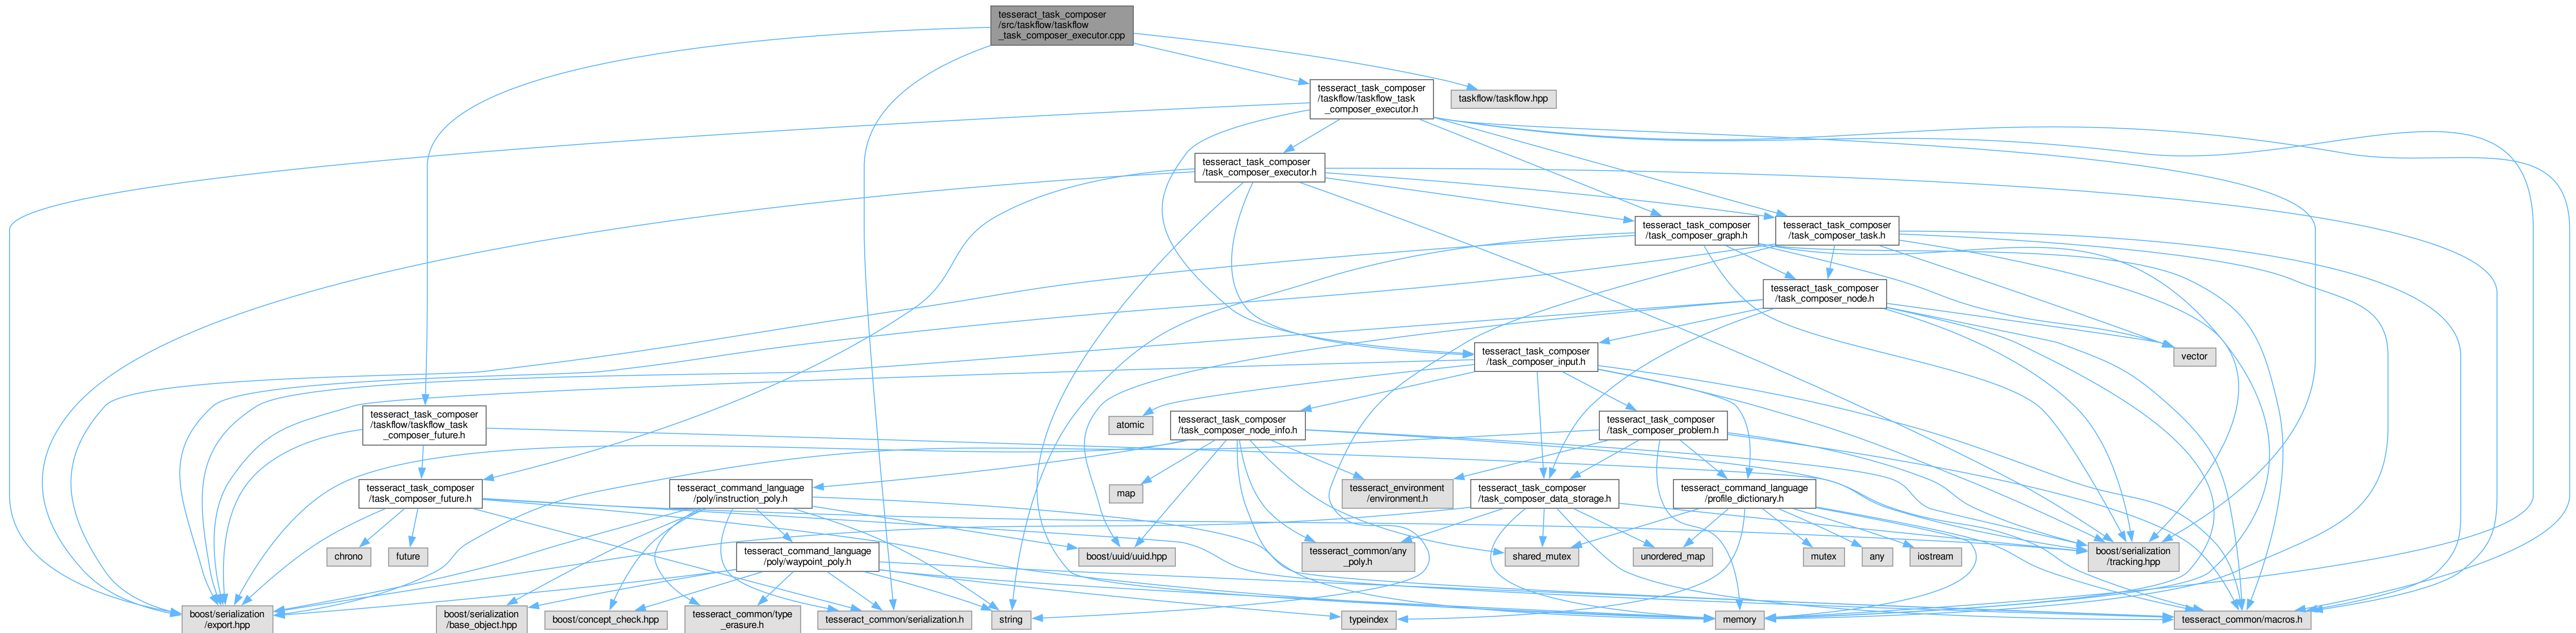 tesseract_task_composer
/src/taskflow/taskflow
_task_composer_executor.cpp
tesseract_task_composer
/taskflow/taskflow_task
_composer_executor.h
taskflow/taskflow.hpp
tesseract_task_composer
/task_composer_executor.h
tesseract_task_composer
/task_composer_graph.h
tesseract_task_composer
/task_composer_task.h
tesseract_task_composer
/task_composer_node.h
tesseract_task_composer
/task_composer_input.h
vector
tesseract_task_composer
/taskflow/taskflow_task
_composer_future.h
atomic
tesseract_task_composer
/task_composer_node_info.h
tesseract_task_composer
/task_composer_problem.h
tesseract_task_composer
/task_composer_future.h
tesseract_command_language
/poly/instruction_poly.h
map
tesseract_environment
/environment.h
tesseract_task_composer
/task_composer_data_storage.h
tesseract_command_language
/profile_dictionary.h
chrono
future
tesseract_command_language
/poly/waypoint_poly.h
boost/uuid/uuid.hpp
tesseract_common/any
_poly.h
shared_mutex
unordered_map
mutex
any
iostream
boost/serialization
/tracking.hpp
boost/serialization
/export.hpp
boost/serialization
/base_object.hpp
boost/concept_check.hpp
tesseract_common/type
_erasure.h
tesseract_common/serialization.h
string
typeindex
memory
tesseract_common/macros.h